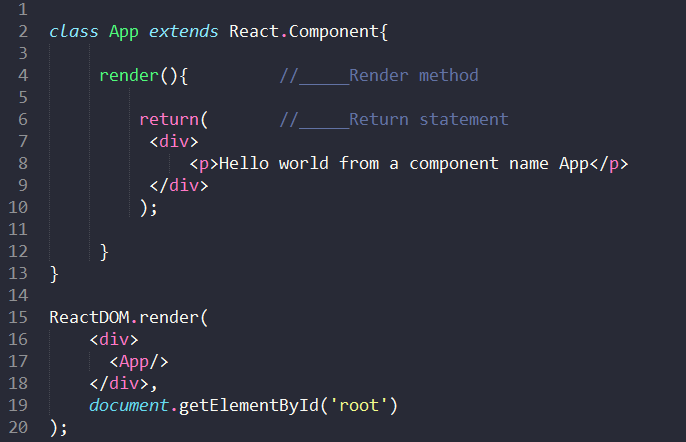 1
2 class App extends React.Component{
3
4 render(){ //_____Render method
5
6 return( //_____Return statement
7 <div>
8 <p>Hello world from a component name App</p>
9 </div>
10 );
11
12 }
13 }
14
15 ReactDOM.render(
16 <div>
17 <App/>
18 </div>,
19 document.getElementById('root')
20 );